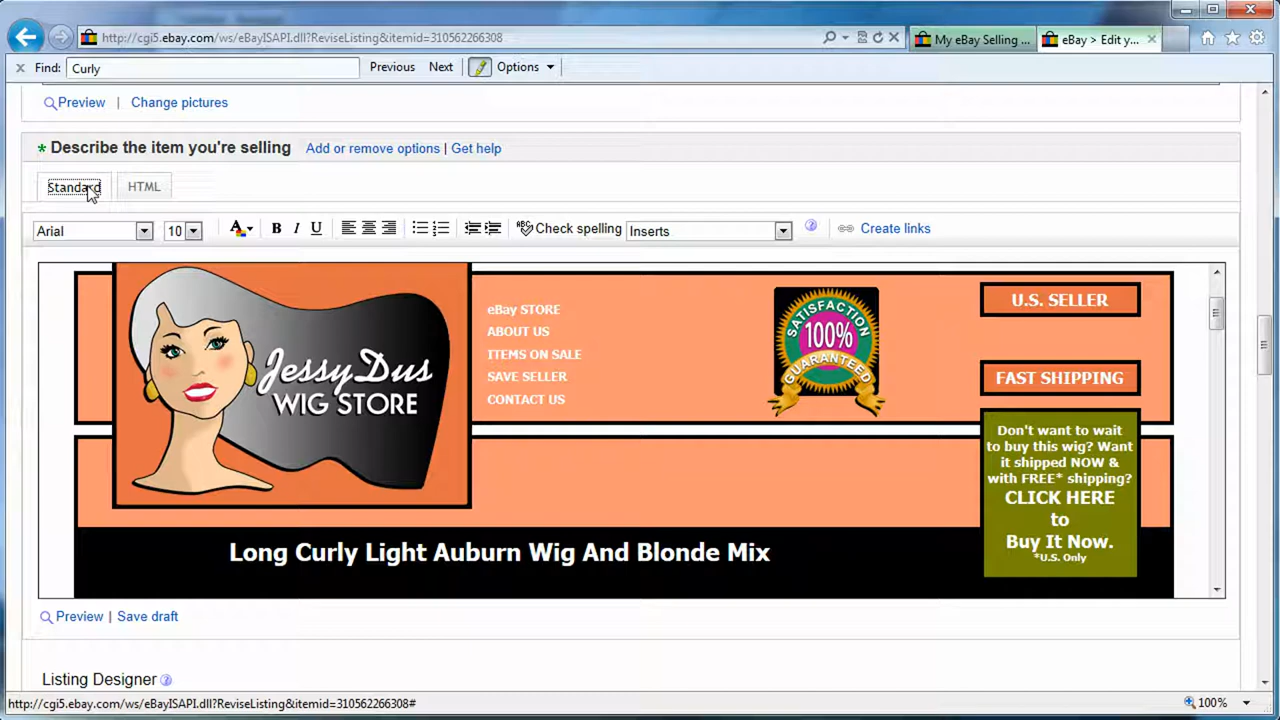 http://cgi5.ebay.com/ws/eBayISAPI.dll?ReviseListing&itemid=310562266308
My eBay Selling ...
eBay > Edit y...
Find: Curly
Previous
Next
Options
Preview | Change pictures
* Describe the item you're selling
Add or remove options | Get help
Standard
HTML
Arial
10
A
B I U
ABC
Check spelling
Inserts
Create links
JessyDus
WIG STORE
eBay STORE
ABOUT US
ITEMS ON SALE
SAVE SELLER
CONTACT US
SATISFACTION
100%
GUARANTEED
U.S. SELLER
FAST SHIPPING
Don't want to wait
to buy this wig? Want
it shipped NOW &
with FREE* shipping?
CLICK HERE
to
Buy It Now.
*U.S. Only
Long Curly Light Auburn Wig And Blonde Mix
Preview | Save draft
Listing Designer
http://cgi5.ebay.com/ws/eBayISAPI.dll?ReviseListing&itemid=310562266308#
100%